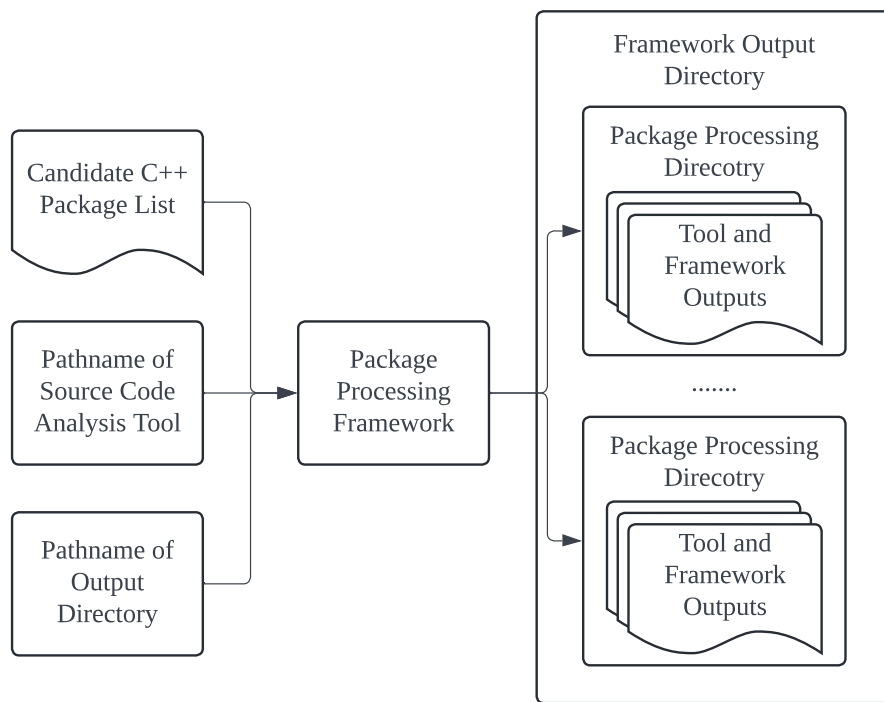 Candidate C++
Package List
Pathname of
Source Code
Analysis Tool
Pathname of
Output
Directory
Package
Processing
Framework
Framework Output
Directory
Package Processing
Direcotry
Tool and
Framework
Outputs
.......
Package Processing
Direcotry
Tool and
Framework
Outputs